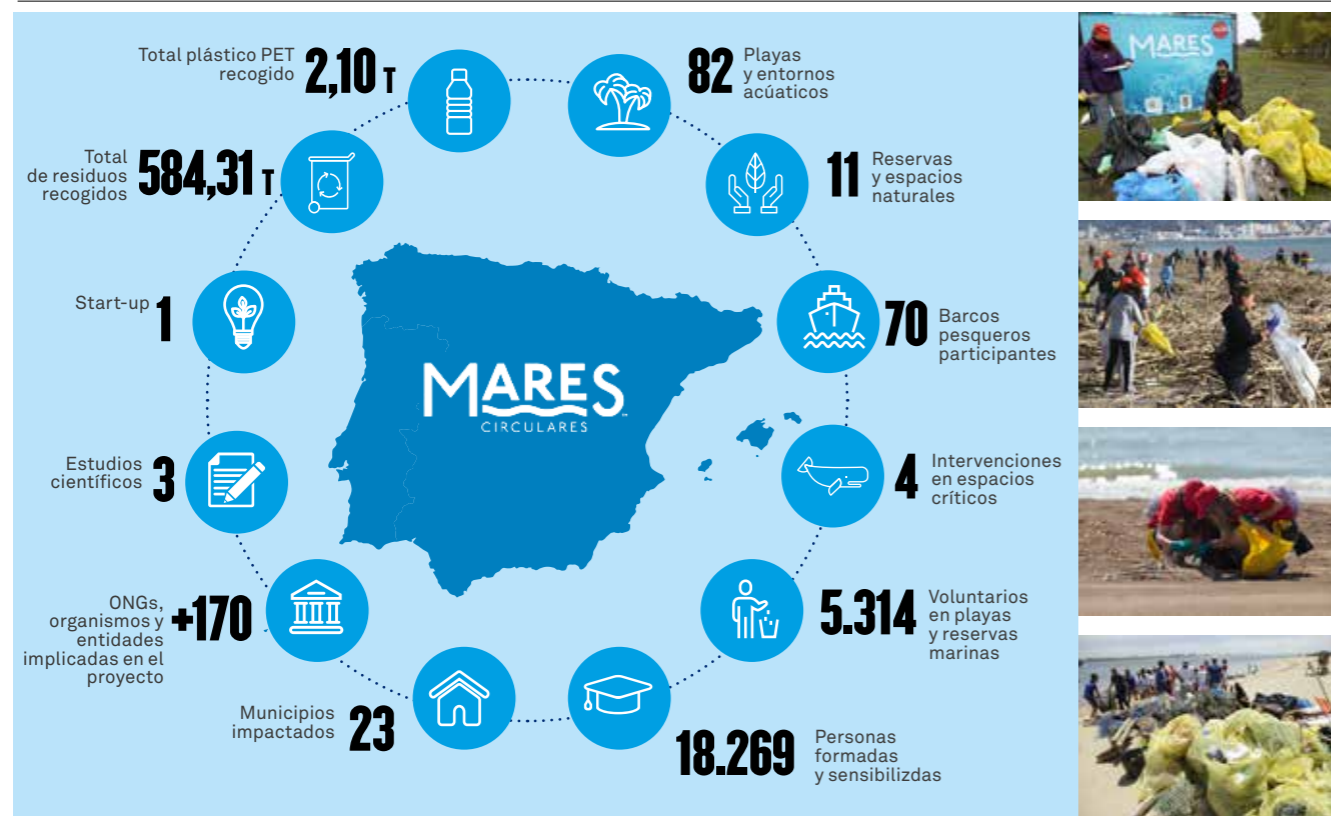 Total plástico PET
recogido
2,10 T
82
Playas
y entornos
acúaticos
Total
de residuos
recogidos
584,31 T
11
Reservas
y espacios
naturales
Start-up
1
70
Barcos
pesqueros
participantes
MARES
CIRCULARES
Estudios
científicos
3
4
Intervenciones
en espacios
críticos
ONGs,
organismos y
entidades
implicadas en el
proyecto
+170
5.314
Voluntarios
en playas
y reservas
marinas
Municipios
impactados
23
18.269
Personas
formadas
y sensibilizdas
MARES